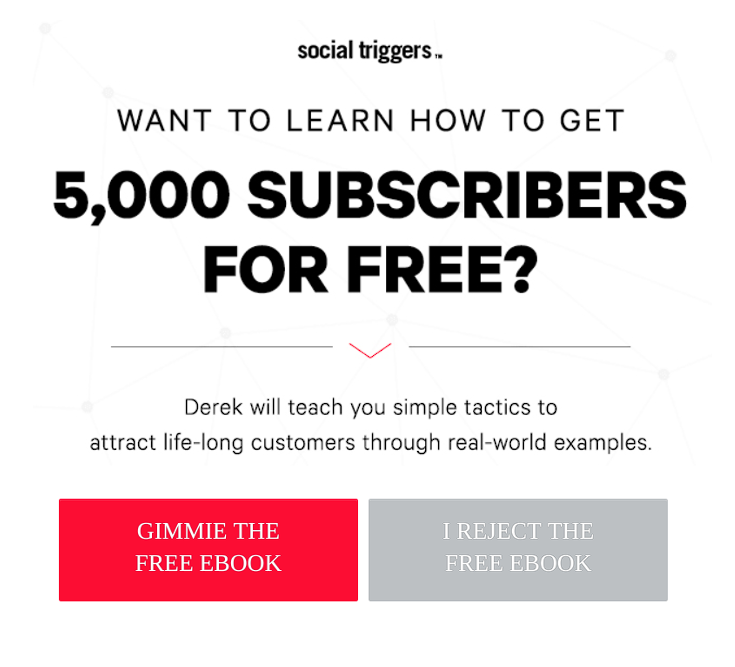 social triggers™
WANT TO LEARN HOW TO GET
5,000 SUBSCRIBERS
FOR FREE?
Derek will teach you simple tactics to
attract life-long customers through real-world examples.
GIMMIE THE
FREE EBOOK
I REJECT THE
FREE EBOOK